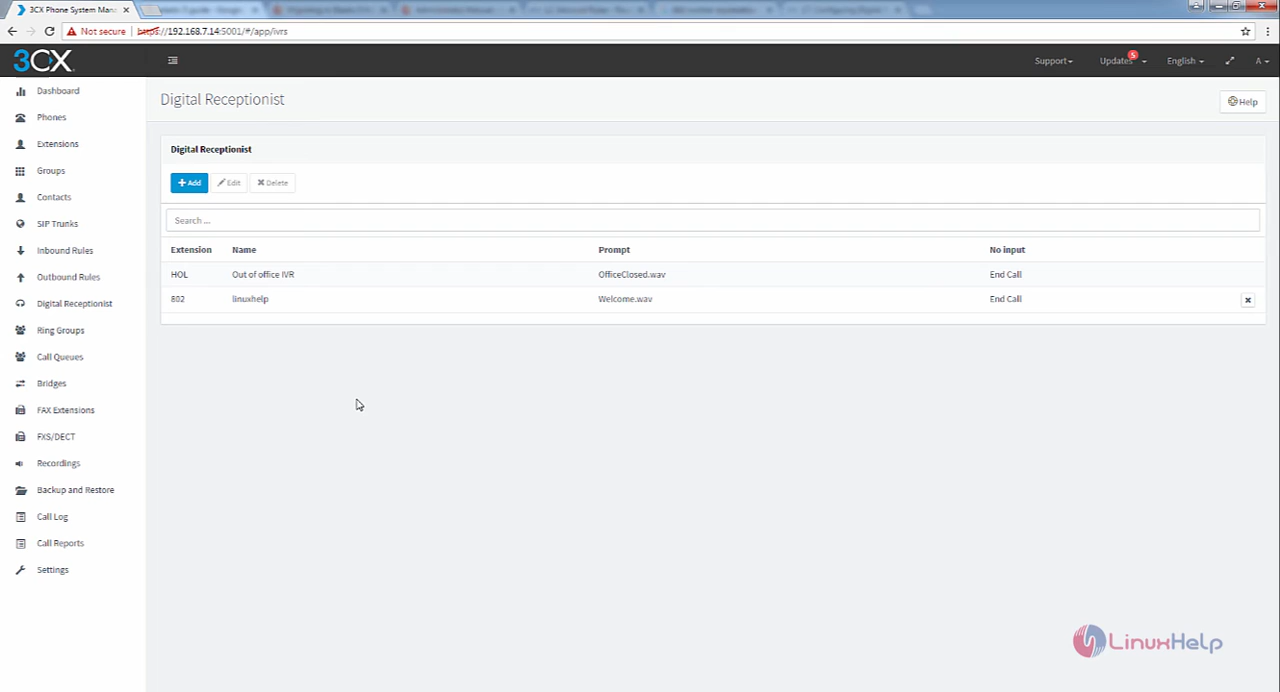 3CX Phone System Mana
Not secure https://192.168.7.14:5001/#/app/ivrs
3CX
Support
Updates 5
English
A
Dashboard
Phones
Extensions
Groups
Contacts
SIP Trunks
Inbound Rules
Outbound Rules
Digital Receptionist
Ring Groups
Call Queues
Bridges
FAX Extensions
FXS/DECT
Recordings
Backup and Restore
Call Log
Call Reports
Settings
Digital Receptionist
Help
Digital Receptionist
Add Edit Delete
Search ...
Extension Name Prompt No input
HOL Out of office IVR OfficeClosed.wav End Call
802 linuxhelp Welcome.wav End Call
LinuxHelp